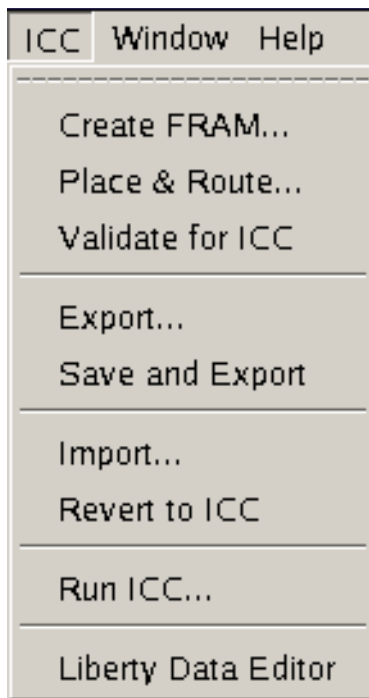 ICC Window Help
Create FRAM...
Place & Route...
Validate for ICC
Export...
Save and Export
Import...
Revert to ICC
Run ICC...
Liberty Data Editor